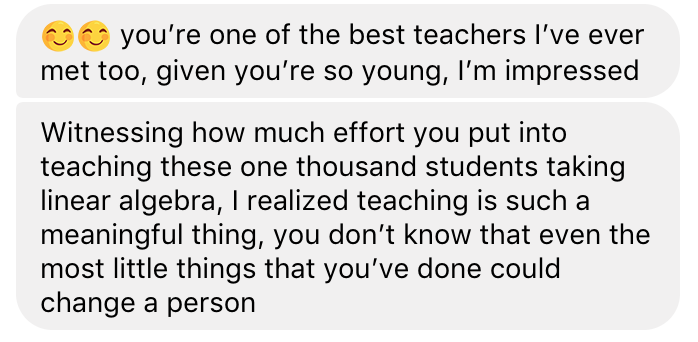 😊😊 you’re one of the best teachers I’ve ever
met too, given you’re so young, I’m impressed
Witnessing how much effort you put into
teaching these one thousand students taking
linear algebra, I realized teaching is such a
meaningful thing, you don’t know that even the
most little things that you’ve done could
change a person